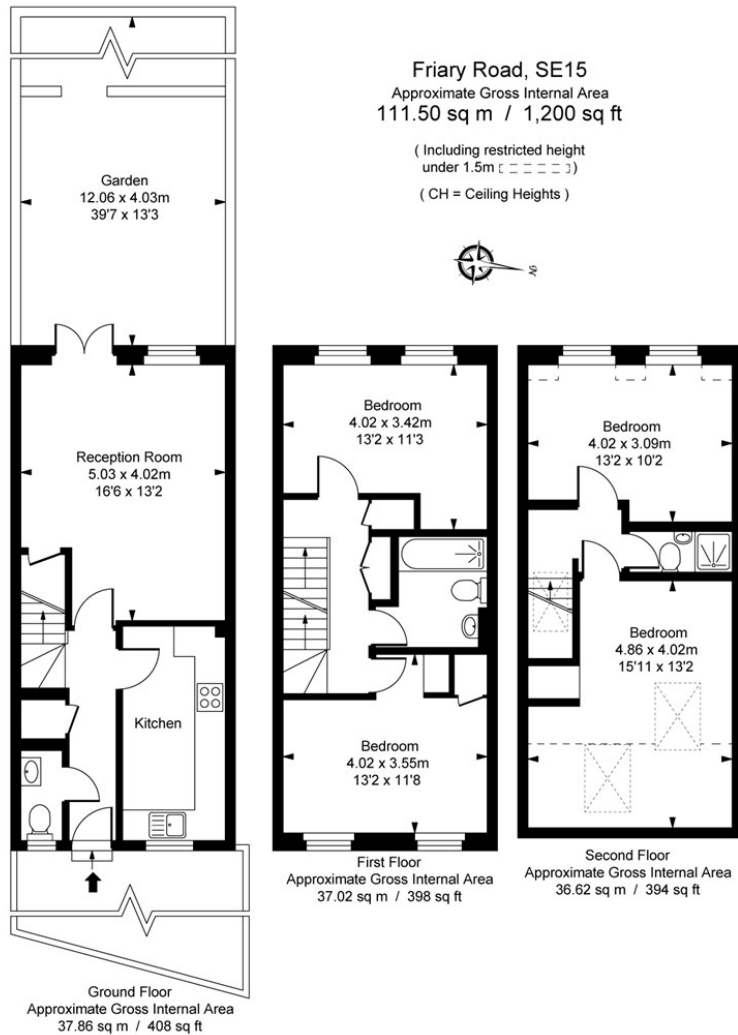 Friary Road, SE15
Approximate Gross Internal Area
111.50 sq m / 1,200 sq ft
( Including restricted height
under 1.5m )
( CH = Ceiling Heights )
N
Garden
12.06 x 4.03m
39'7 x 13'3
Reception Room
5.03 x 4.02m
16'6 x 13'2
Kitchen
Ground Floor
Approximate Gross Internal Area
37.86 sq m / 408 sq ft
Bedroom
4.02 x 3.42m
13'2 x 11'3
Bedroom
4.02 x 3.55m
13'2 x 11'8
First Floor
Approximate Gross Internal Area
37.02 sq m / 398 sq ft
Bedroom
4.02 x 3.09m
13'2 x 10'2
Bedroom
4.86 x 4.02m
15'11 x 13'2
Second Floor
Approximate Gross Internal Area
36.62 sq m / 394 sq ft